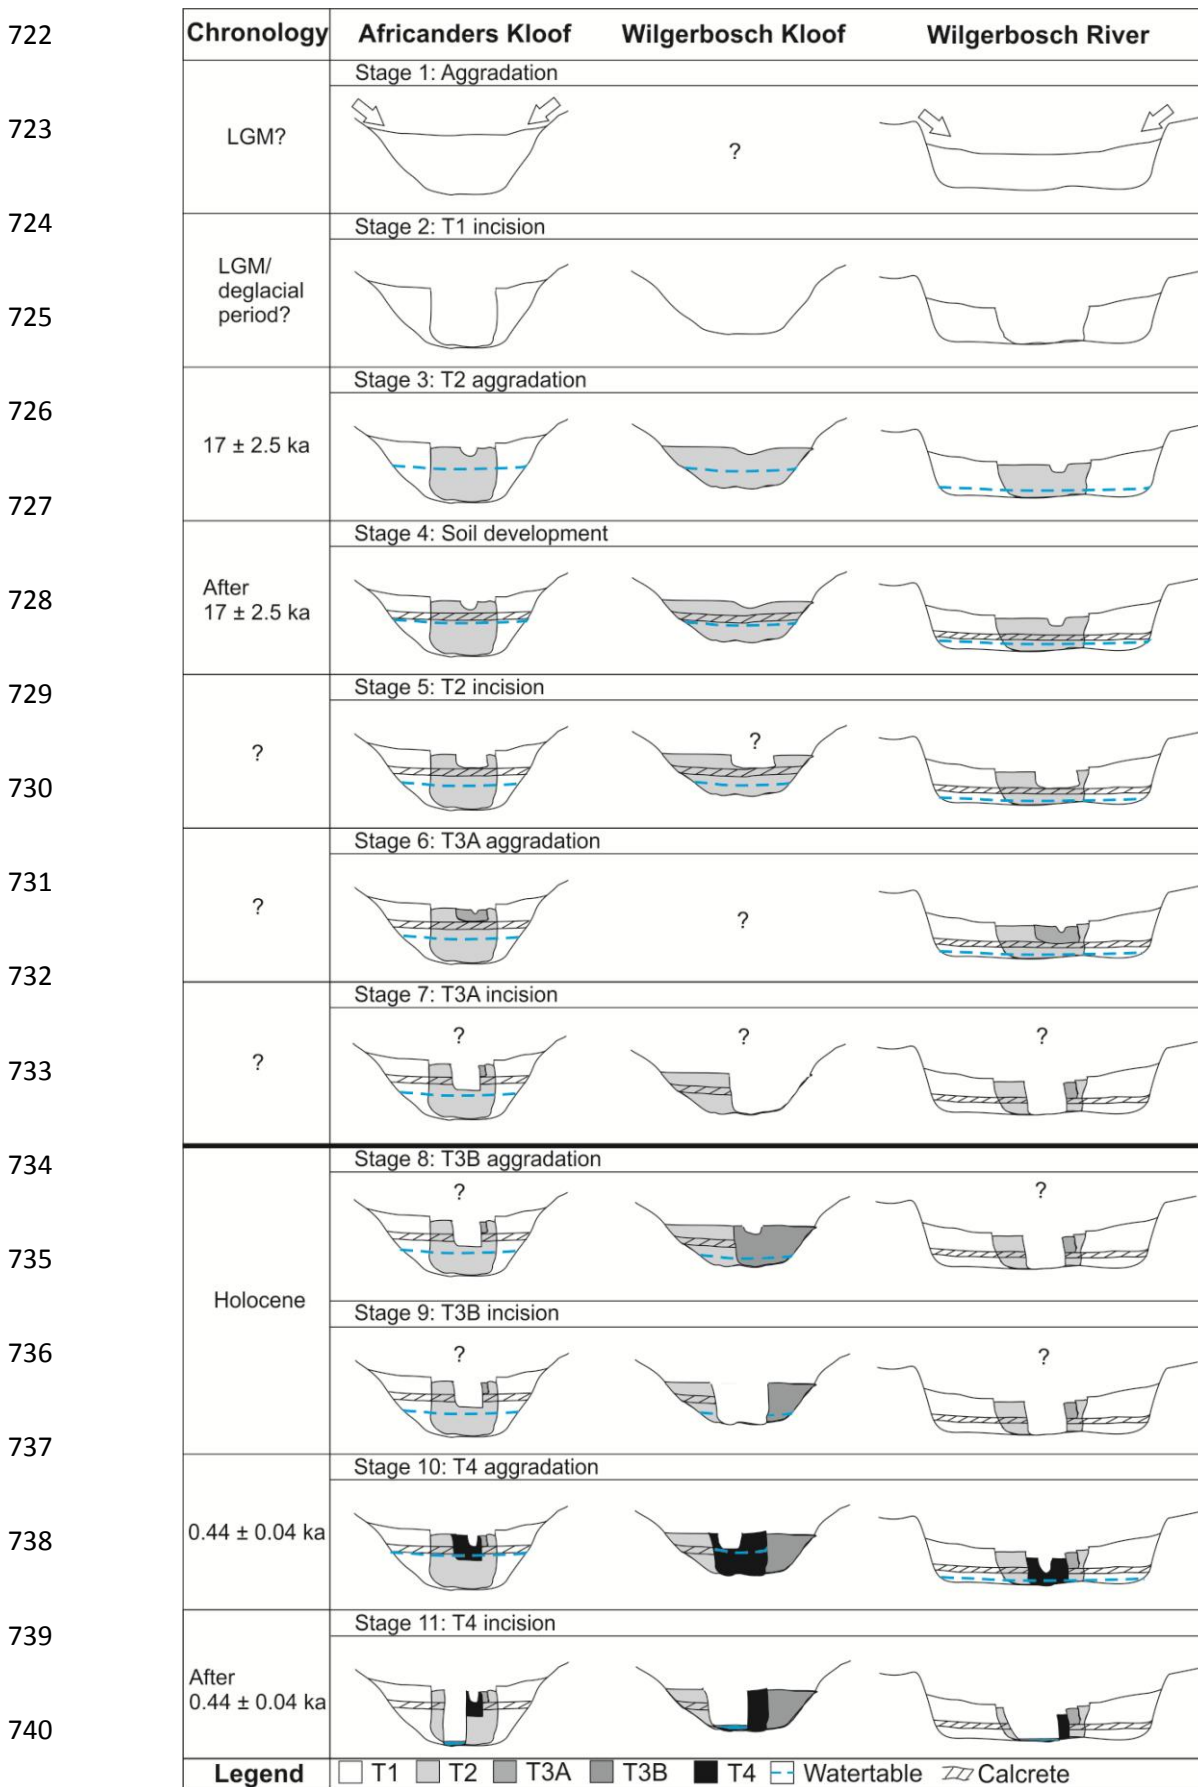 722
Chronology Africanders Kloof Wilgerbosch Kloof Wilgerbosch River
Stage 1: Aggradation
723
LGM?
?
724
Stage 2: T1 incision
LGM/
deglacial
period?
725
Stage 3: T2 aggradation
726
17 ± 2.5 ka
727
Stage 4: Soil development
After
17 ± 2.5 ka
728
729
Stage 5: T2 incision
?
?
730
Stage 6: T3A aggradation
731
?
?
732
Stage 7: T3A incision
? ? ?
?
733
734
Stage 8: T3B aggradation
? ?
735
Holocene
Stage 9: T3B incision
736
? ?
737
Stage 10: T4 aggradation
0.44 ± 0.04 ka
738
739
Stage 11: T4 incision
After
0.44 ± 0.04 ka
740
Legend T1 T2 T3A T3B T4 Watertable Calcrete